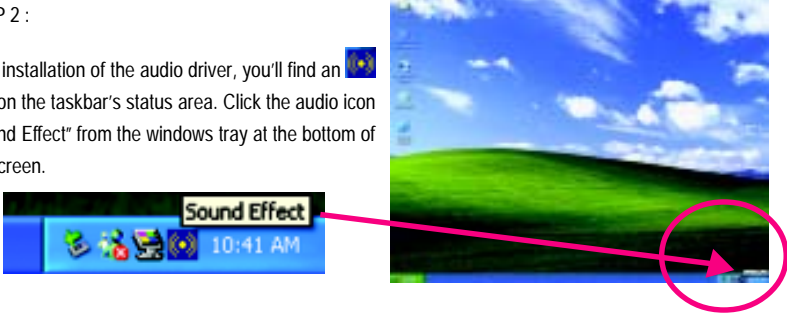 P 2 :
installation of the audio driver, you'll find an
on the taskbar's status area. Click the audio icon
nd Effect" from the windows tray at the bottom of
creen.
Sound Effect
10:41 AM